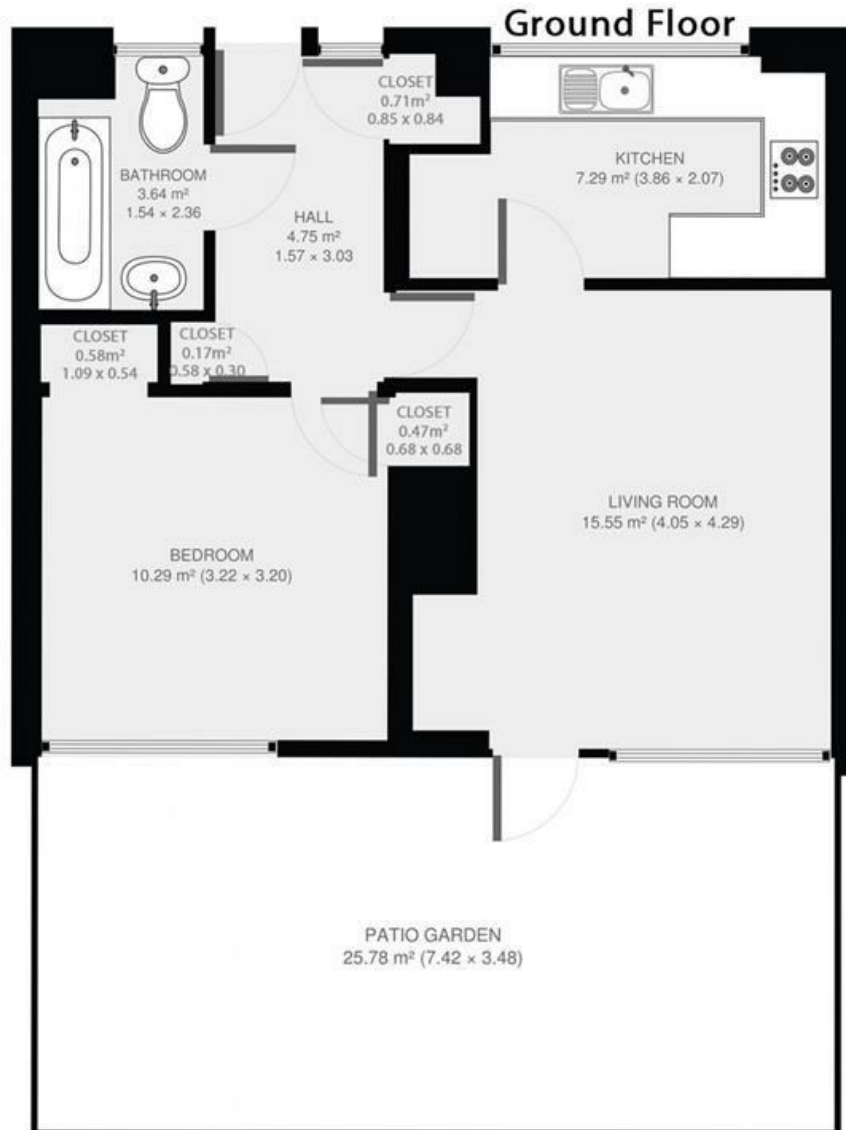 Ground Floor
CLOSET
0.71m²
0.85 x 0.84
KITCHEN
7.29 m² (3.86 × 2.07)
BATHROOM
3.64 m²
1.54 × 2.36
HALL
4.75 m²
1.57 × 3.03
CLOSET
0.58m²
1.09 x 0.54
CLOSET
0.17m²
0.58 x 0.30
CLOSET
0.47m²
0.68 x 0.68
LIVING ROOM
15.55 m² (4.05 × 4.29)
BEDROOM
10.29 m² (3.22 × 3.20)
PATIO GARDEN
25.78 m² (7.42 × 3.48)